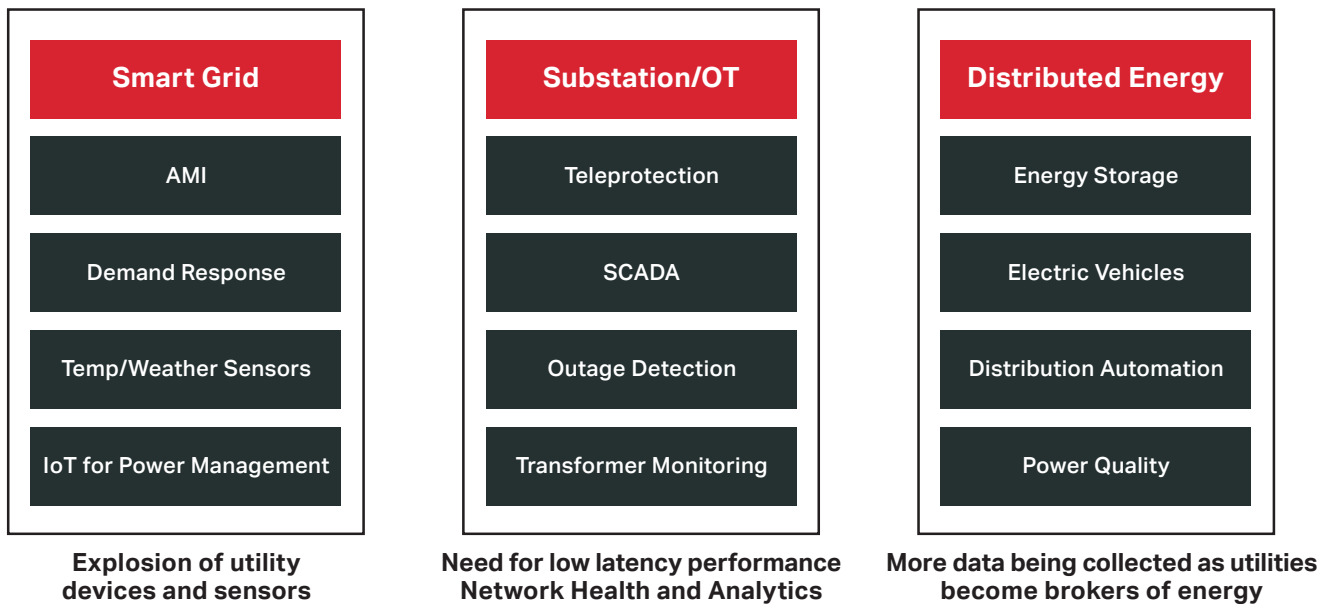 Smart Grid
AMI
Demand Response
Temp/Weather Sensors
IoT for Power Management
Explosion of utility
devices and sensors
Substation/OT
Teleprotection
SCADA
Outage Detection
Transformer Monitoring
Need for low latency performance
Network Health and Analytics
Distributed Energy
Energy Storage
Electric Vehicles
Distribution Automation
Power Quality
More data being collected as utilities
become brokers of energy